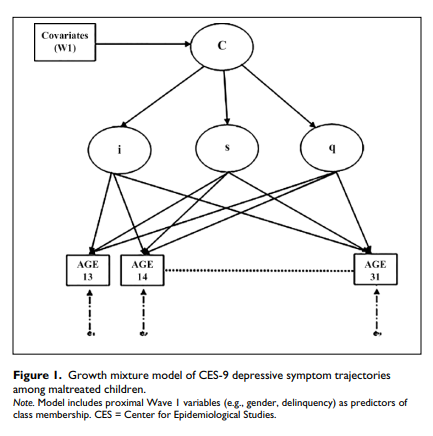 Covariates
(W1)
C
i
s
q
AGE
13
AGE
14
AGE
31
Figure 1. Growth mixture model of CES-9 depressive symptom trajectories
among maltreated children.
Note. Model includes proximal Wave 1 variables (e.g., gender, delinquency) as predictors of
class membership. CES = Center for Epidemiological Studies.